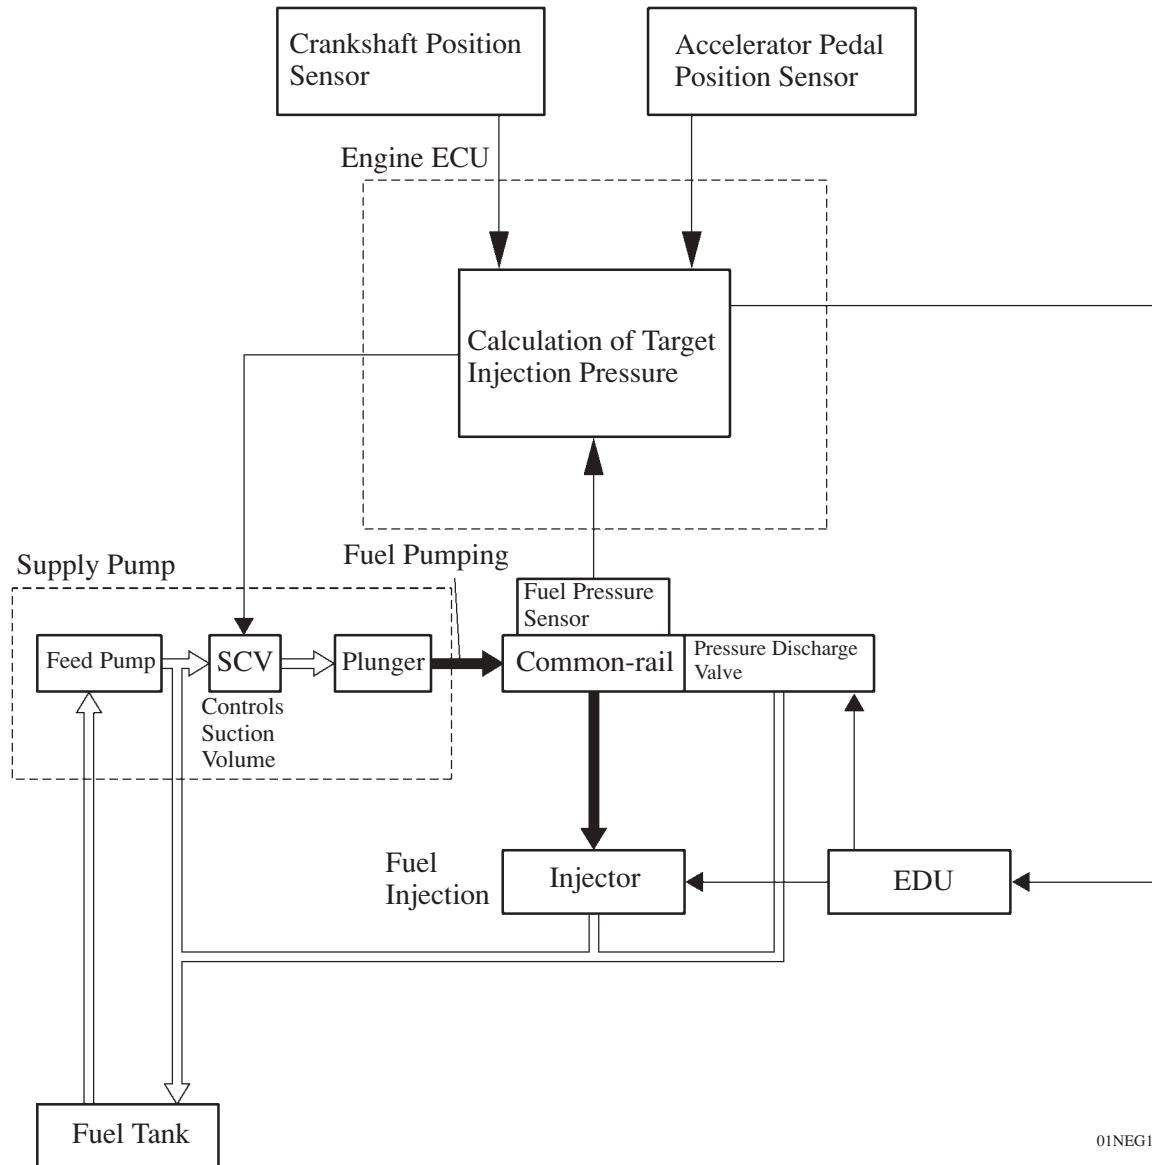 Crankshaft Position
Sensor
Accelerator Pedal
Position Sensor
Engine ECU
Calculation of Target
Injection Pressure
Supply Pump
Fuel Pumping
Fuel Pressure
Sensor
Feed Pump
SCV
Plunger
Common-rail
Pressure Discharge
Valve
Controls
Suction
Volume
Fuel
Injection
Injector
EDU
Fuel Tank
01NEG1